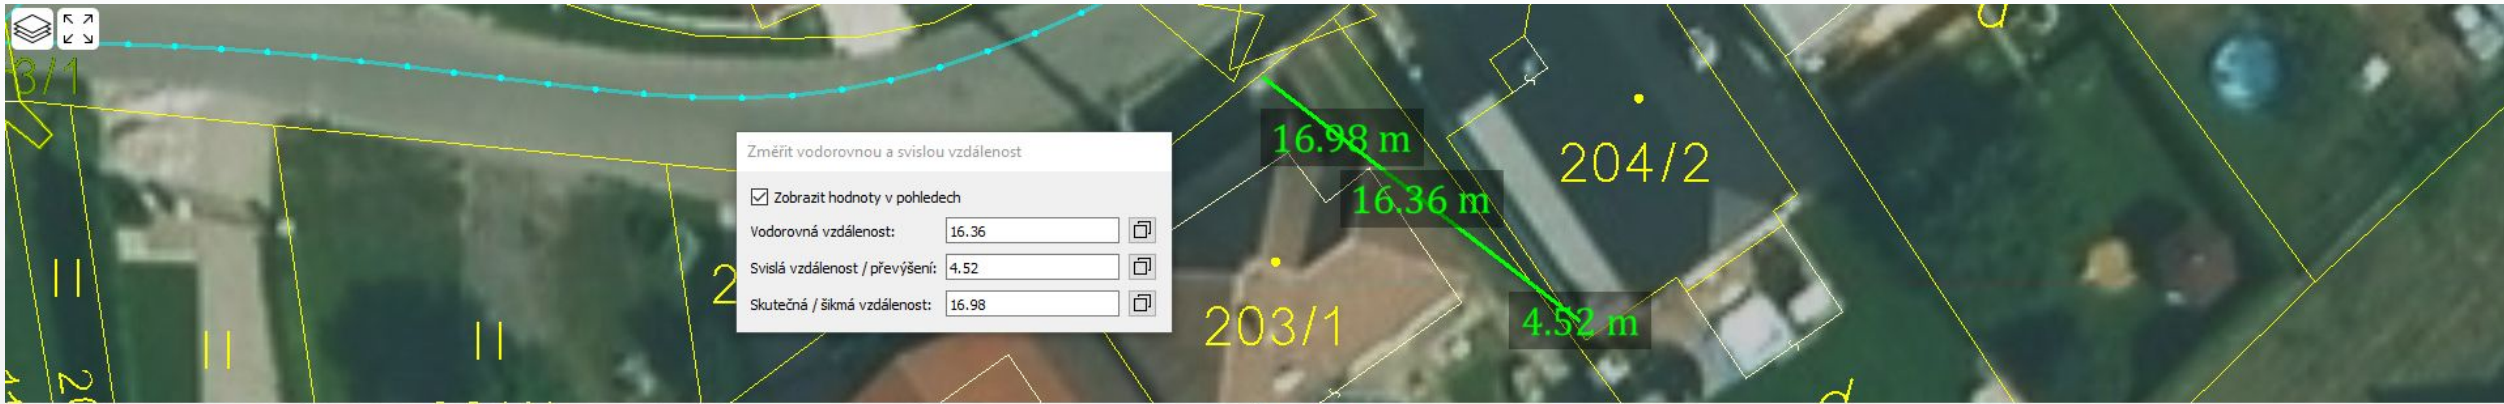 3/1
Změřit vodorovnou a svislou vzdálenost
Zobrazit hodnoty v pohledech
Vodorovná vzdálenost: 16.36
Svislá vzdálenost / převýšení: 4.52
Skutečná / šikmá vzdálenost: 16.98
16.98 m
16.36 m
4.52 m
204/2
203/1
2